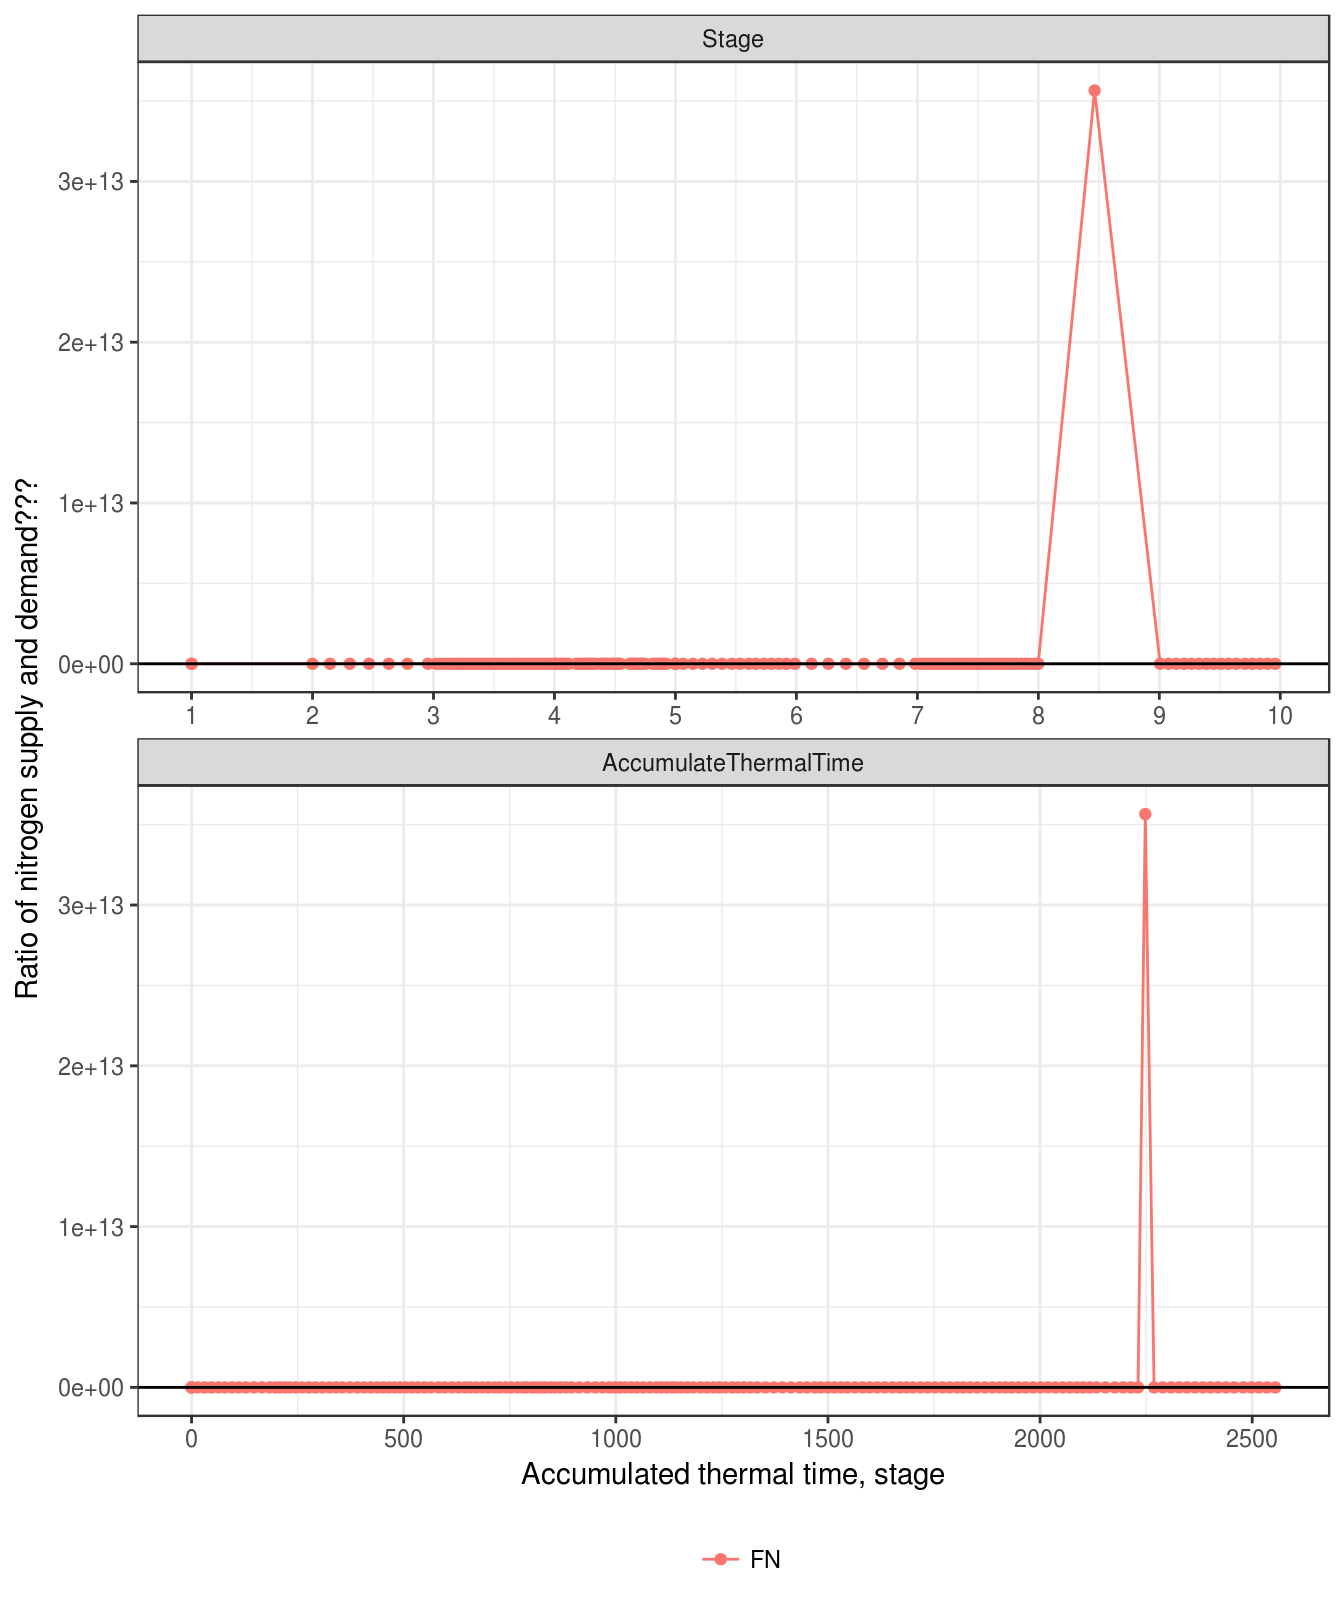 Stage
3e+13
2e+13
1e+13
0e+00
1 2 3 4 5 6 7 8 9 10
Ratio of nitrogen supply and demand???
AccumulateThermalTime
3e+13
2e+13
1e+13
0e+00
0 500 1000 1500 2000 2500
Accumulated thermal time, stage
FN